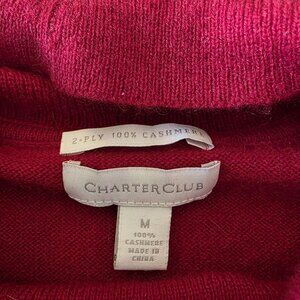 2-PLY 100% CASHMERE
CHARTER CLUB
M
100%
CASHMERE
MADE IN
CHINA